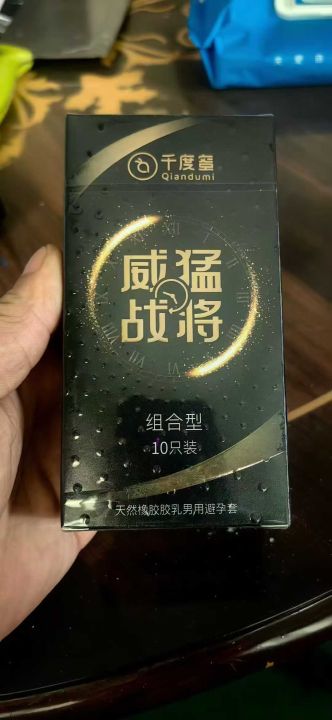 千度蜜
Qiandumi
威猛
战将
组合型
10只装
天然橡胶胶乳男用避孕套